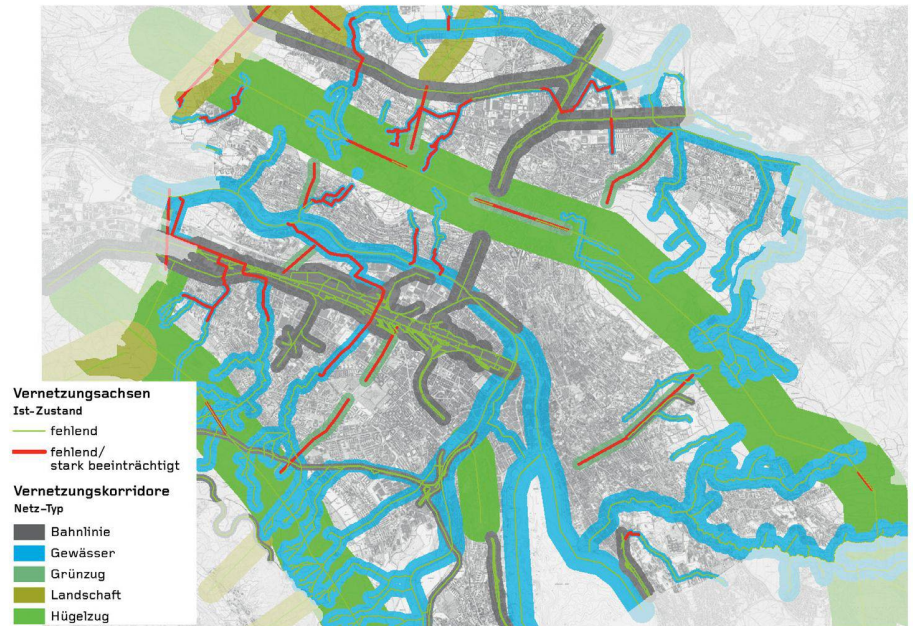 Vernetzungsachsen
Ist-Zustand
fehlend
fehlend/
stark beeinträchtigt
Vernetzungskorridore
Netz-Typ
Bahnlinie
Gewässer
Grünzug
Landschaft
Hügelzug